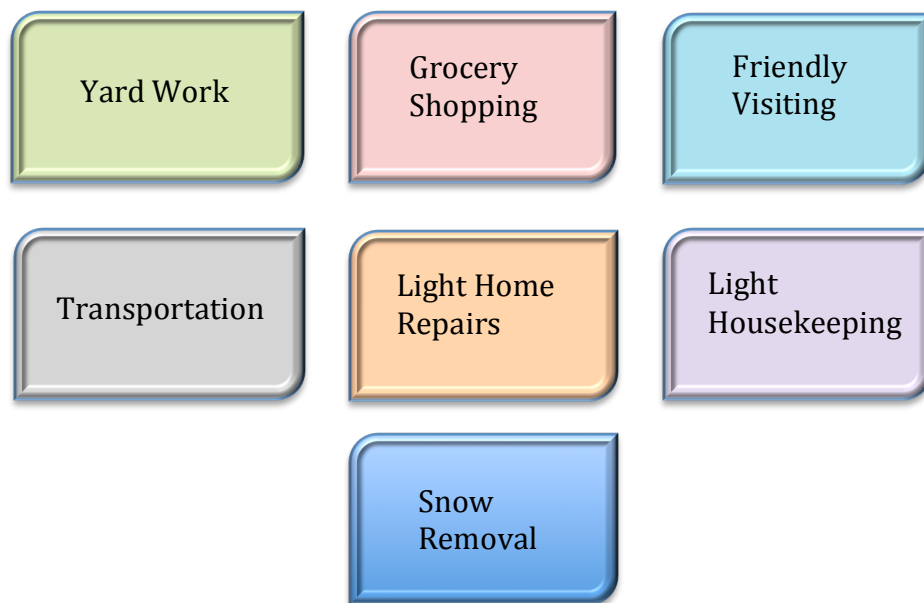 Yard Work
Grocery
Shopping
Friendly
Visiting
Transportation
Light Home
Repairs
Light
Housekeeping
Snow
Removal